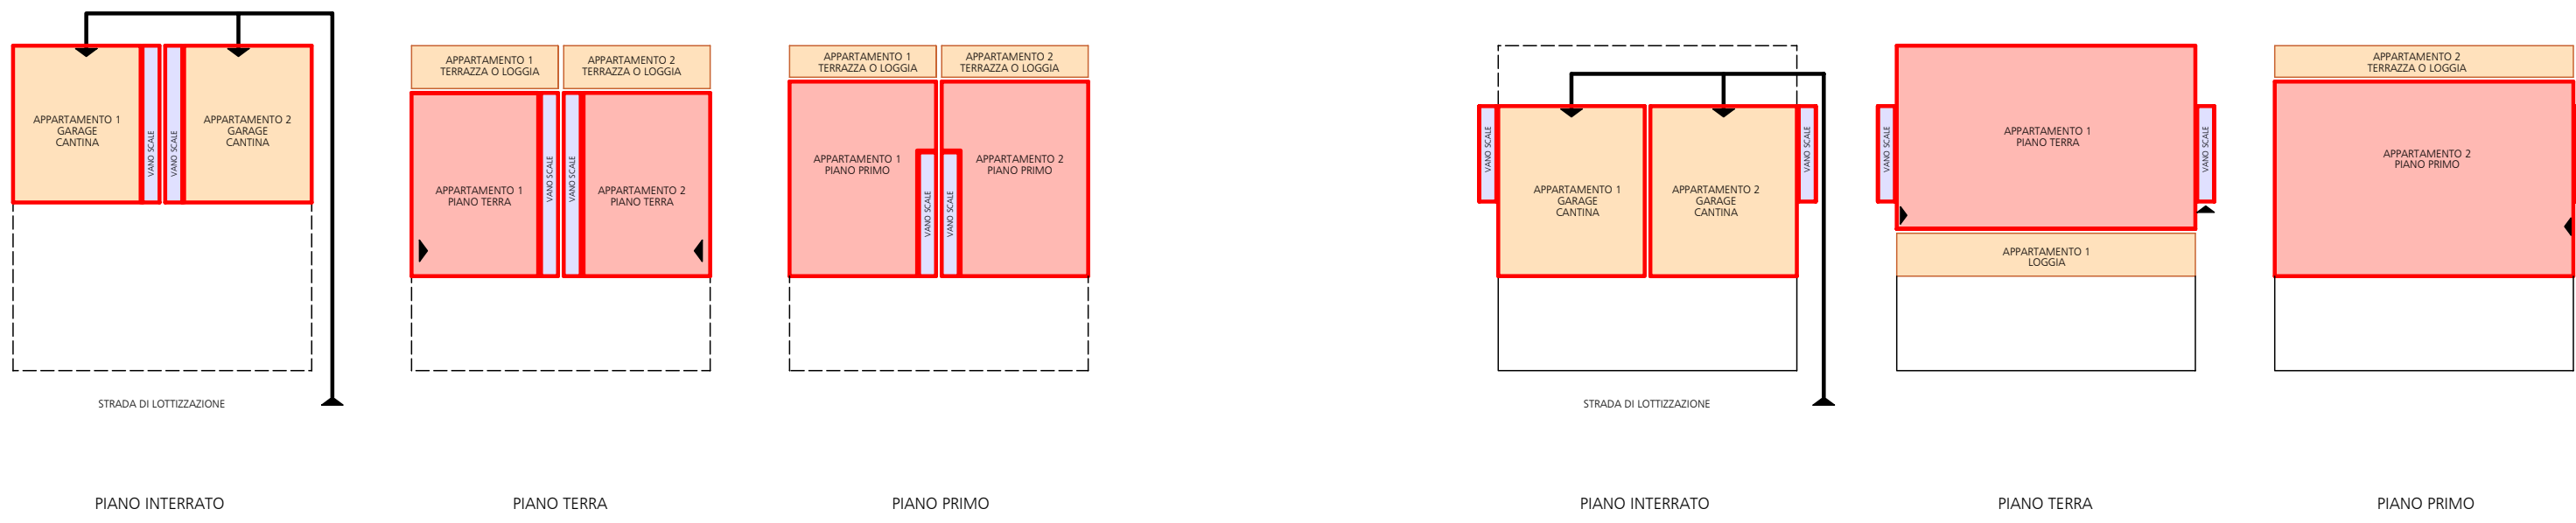 APPARTAMENTO 1
GARAGE
CANTINA
VANO SCALE
VANO SCALE
APPARTAMENTO 2
GARAGE
CANTINA
STRADA DI LOTTIZZAZIONE
PIANO INTERRATO
APPARTAMENTO 1
TERRAZZA O LOGGIA
APPARTAMENTO 2
TERRAZZA O LOGGIA
APPARTAMENTO 1
PIANO TERRA
VANO SCALE
VANO SCALE
APPARTAMENTO 2
PIANO TERRA
PIANO TERRA
APPARTAMENTO 1
TERRAZZA O LOGGIA
APPARTAMENTO 2
TERRAZZA O LOGGIA
APPARTAMENTO 1
PIANO PRIMO
VANO SCALE
VANO SCALE
APPARTAMENTO 2
PIANO PRIMO
PIANO PRIMO
VANO SCALE
APPARTAMENTO 1
GARAGE
CANTINA
APPARTAMENTO 2
GARAGE
CANTINA
VANO SCALE
STRADA DI LOTTIZZAZIONE
PIANO INTERRATO
VANO SCALE
APPARTAMENTO 1
PIANO TERRA
VANO SCALE
APPARTAMENTO 1
LOGGIA
PIANO TERRA
APPARTAMENTO 2
TERRAZZA O LOGGIA
APPARTAMENTO 2
PIANO PRIMO
PIANO PRIMO